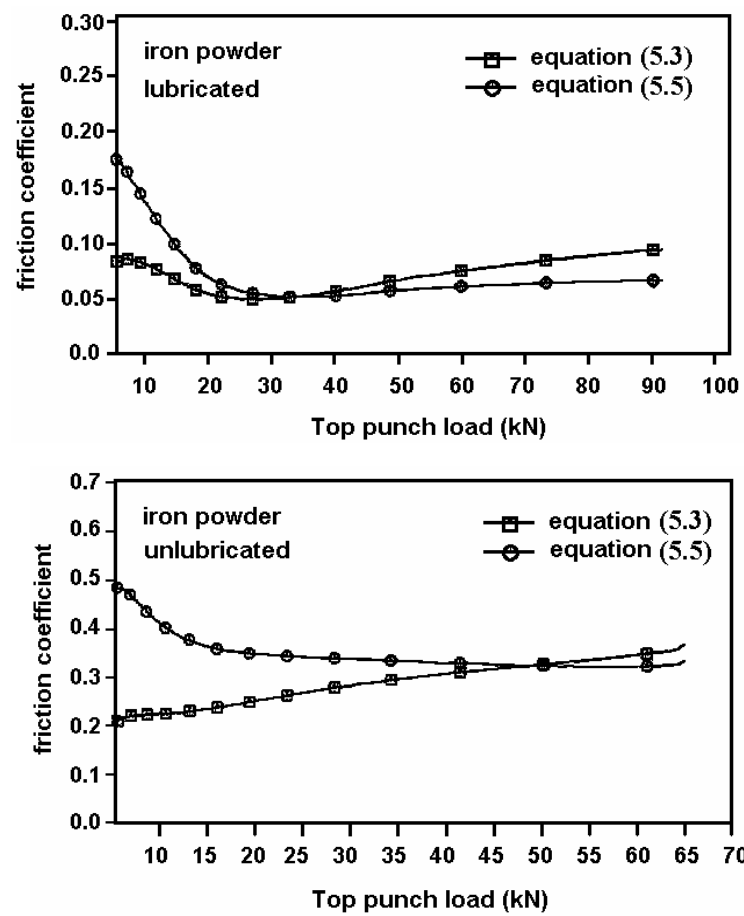 0.30
iron powder
equation (5.3)
0.25
lubricated
equation (5.5)
0.20
friction coefficient
0.15
0.10
0.05
0.0
10 20 30 40 50 60 70 80 90 100
Top punch load (kN)
0.7
iron powder
equation (5.3)
0.6
unlubricated
equation (5.5)
0.5
friction coefficient
0.4
0.3
0.2
0.1
0.0
10 15 20 25 30 35 40 45 50 55 60 65 70
Top punch load (kN)